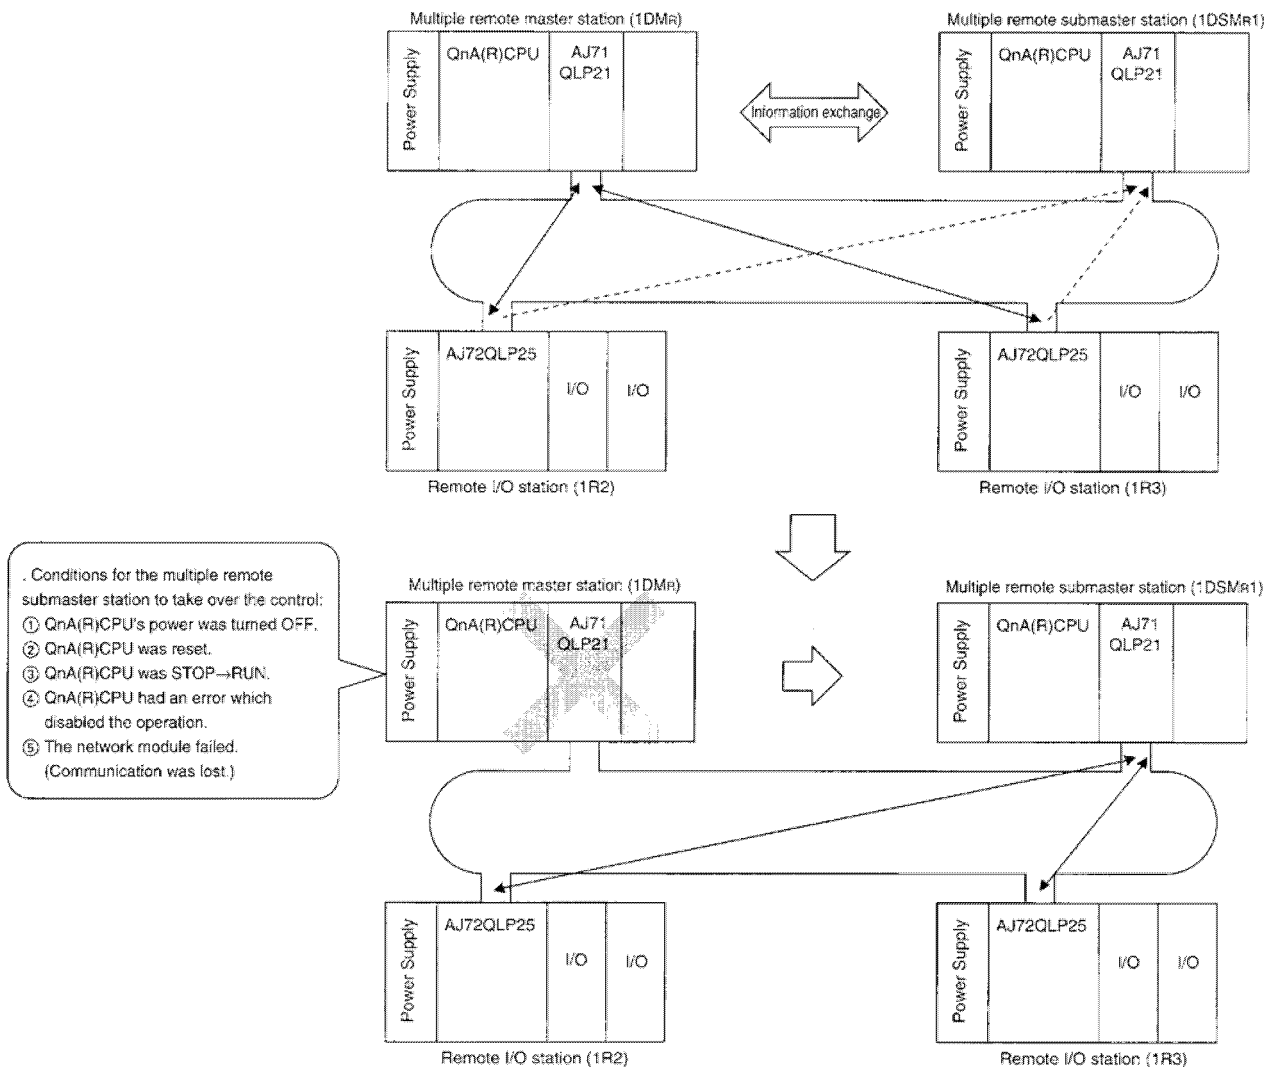 Multiple remote master station (1DMR)
Multiple remote submaster station (1DSMR1)
Power Supply
QnA(R)CPU
AJ71
QLP21
Information exchange
Power Supply
QnA(R)CPU
AJ71
QLP21
Power Supply
AJ72QLP25
I/O
I/O
Power Supply
AJ72QLP25
I/O
I/O
Remote I/O station (1R2)
Remote I/O station (1R3)
. Conditions for the multiple remote
submaster station to take over the control:
① QnA(R)CPU's power was turned OFF.
② QnA(R)CPU was reset.
③ QnA(R)CPU was STOP→RUN.
④ QnA(R)CPU had an error which
disabled the operation.
⑤ The network module failed.
(Communication was lost.)
Multiple remote master station (1DMR)
Multiple remote submaster station (1DSMR1)
Power Supply
QnA(R)CPU
AJ71
QLP21
Power Supply
QnA(R)CPU
AJ71
QLP21
Power Supply
AJ72QLP25
I/O
I/O
Power Supply
AJ72QLP25
I/O
I/O
Remote I/O station (1R2)
Remote I/O station (1R3)